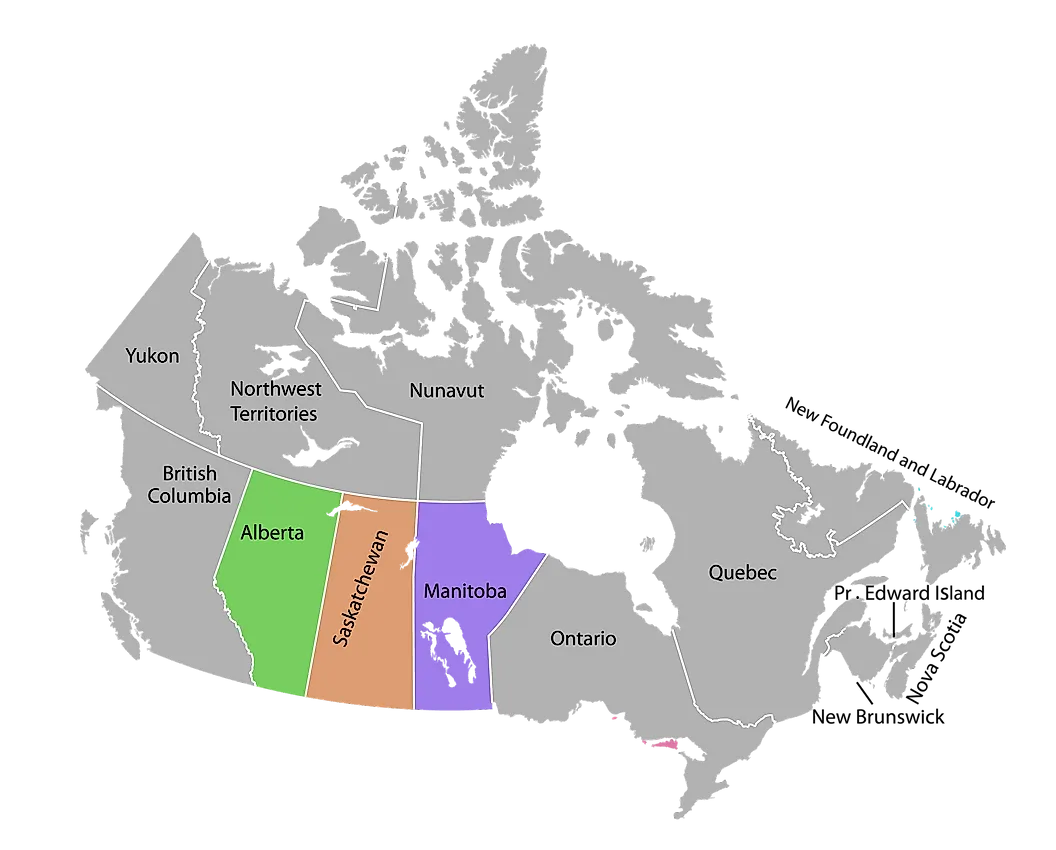 Yukon
Northwest
Territories
Nunavut
New Foundland and Labrador
British
Columbia
Alberta
Saskatchewan
Manitoba
Ontario
Quebec
Pr. Edward Island
Nova Scotia
New Brunswick